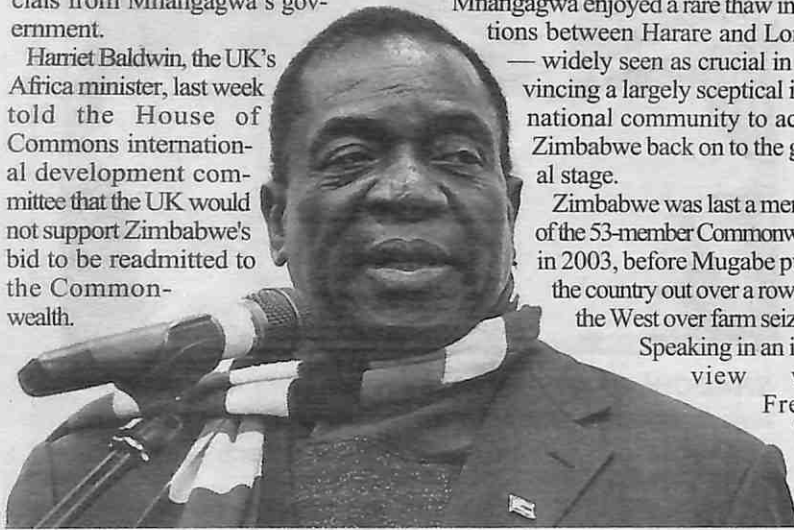 cials from Mnangagwa's gov-
ernment.
Harriet Baldwin, the UK's
Africa minister, last week
told the House of
Commons internation-
al development com-
mittee that the UK would
not support Zimbabwe's
bid to be readmitted to
the Common-
wealth.
Mnangagwa enjoyed a rare thaw in
tions between Harare and Lon
— widely seen as crucial in
vincing a largely sceptical i
national community to ac
Zimbabwe back on to the g
al stage.
Zimbabwe was last a mem
of the 53-member Commonw
in 2003, before Mugabe p
the country out over a row
the West over farm seiz
Speaking in an i
view
Fre